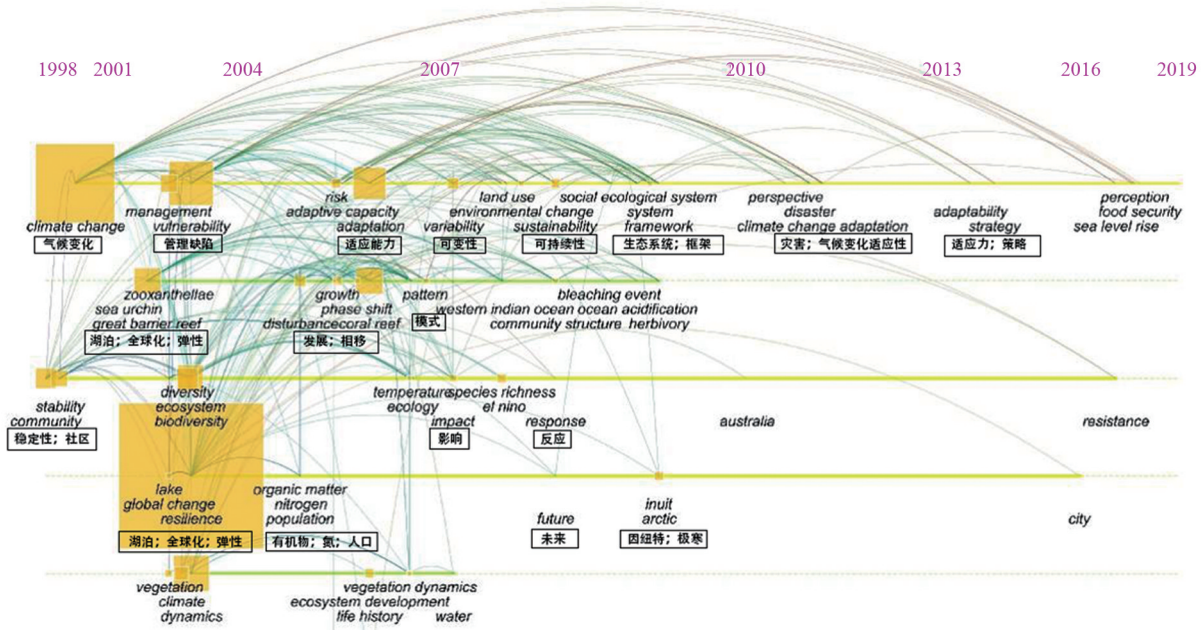 1998 2001 2004 2007 2010 2013 2016 2019
risk land use social ecological system perspective perception
management adaptive capacity environmental change system disaster adaptability food security
climate change vulnerability adaptation variability sustainability framework climate change adaptation strategy sea level rise
气候变化 管理缺陷 适应能力 可变性 可持续性 生态系统；框架 灾害；气候变化适应性 适应力；策略
zooxanthellae growth pattern bleaching event
sea urchin phase shift western indian ocean ocean acidification
great barrier reef disturbance coral reef community structure herbivory
湖泊；全球化；弹性 发展；相移 模式
diversity temperature species richness
stability ecosystem ecology el nino
community biodiversity impact response australia resistance
稳定性；社区 影响 反应
lake organic matter
global change nitrogen inuit
resilience population future arctic city
湖泊；全球化；弹性 有机物；氮；人口 未来 因纽特；极寒
vegetation vegetation dynamics
climate ecosystem development
dynamics life history water